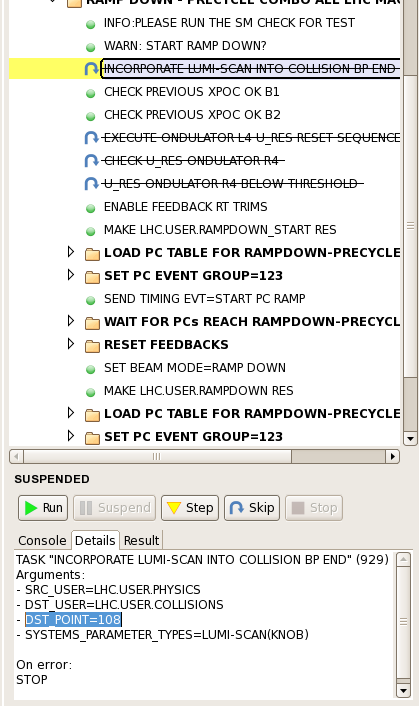 RAMP DOWN - PRECYCLE COMBO ALL LHC MAG
INFO:PLEASE RUN THE SM CHECK FOR TEST
WARN: START RAMP DOWN?
INCORPORATE LUMI-SCAN INTO COLLISION BP END
CHECK PREVIOUS XPOC OK B1
CHECK PREVIOUS XPOC OK B2
EXECUTE ONDULATOR L4 U_RES RESET SEQUENCE
CHECK U_RES ONDULATOR R4
U_RES ONDULATOR R4 BELOW THRESHOLD
ENABLE FEEDBACK RT TRIMS
MAKE LHC.USER.RAMPDOWN_START RES
LOAD PC TABLE FOR RAMPDOWN-PRECYCLE
SET PC EVENT GROUP=123
SEND TIMING EVT=START PC RAMP
WAIT FOR PCs REACH RAMPDOWN-PRECYCL
RESET FEEDBACKS
SET BEAM MODE=RAMP DOWN
MAKE LHC.USER.RAMPDOWN RES
LOAD PC TABLE FOR RAMPDOWN-PRECYCLE
SET PC EVENT GROUP=123
SUSPENDED
Run Suspend Step Skip Stop
Console Details Result
TASK "INCORPORATE LUMI-SCAN INTO COLLISION BP END" (929)
Arguments:
- SRC_USER=LHC.USER.PHYSICS
- DST_USER=LHC.USER.COLLISIONS
- DST_POINT=108
- SYSTEMS_PARAMETER_TYPES=LUMI-SCAN(KNOB)
On error:
STOP